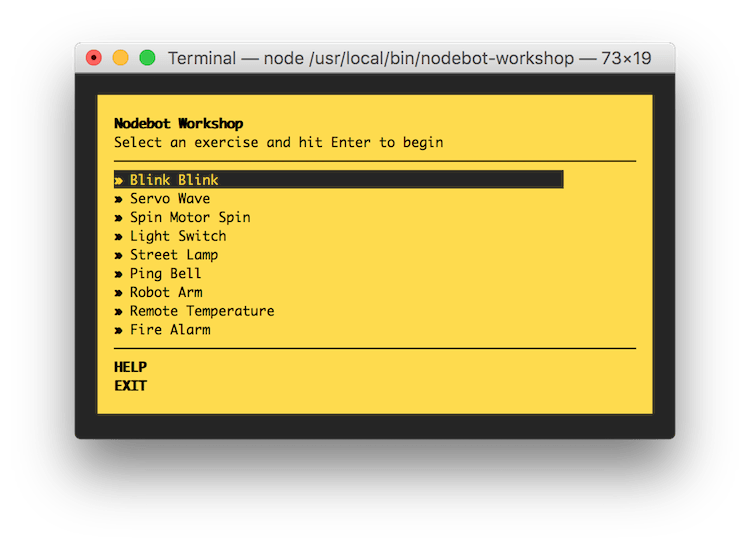 Terminal — node /usr/local/bin/nodebot-workshop — 73×19
Nodebot Workshop
Select an exercise and hit Enter to begin
» Blink Blink
» Servo Wave
» Spin Motor Spin
» Light Switch
» Street Lamp
» Ping Bell
» Robot Arm
» Remote Temperature
» Fire Alarm
HELP
EXIT